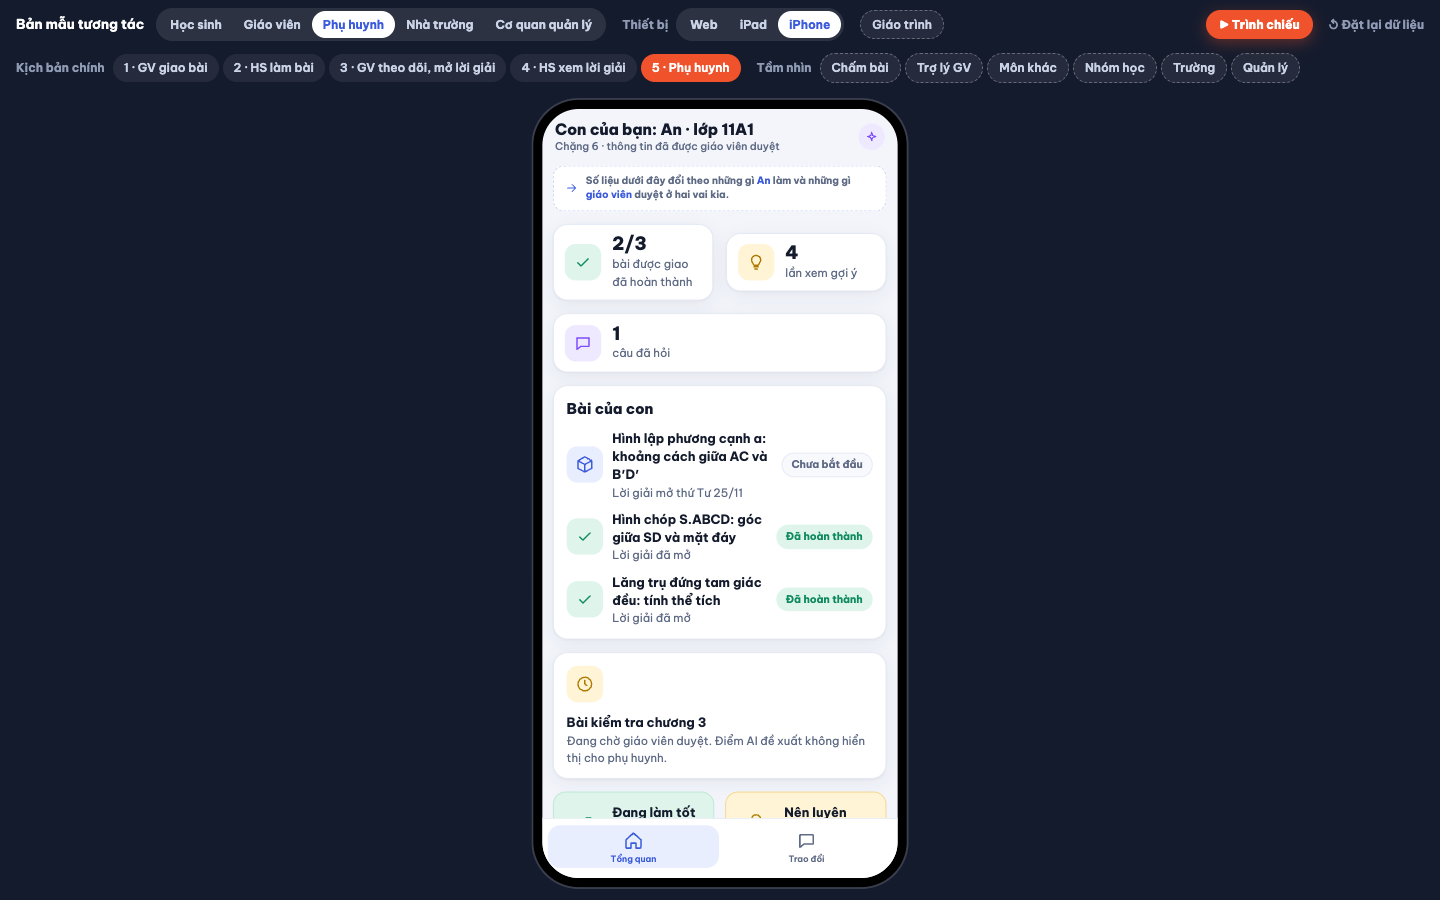 Bản mẫu tương tác
Học sinh
Giáo viên
Phụ huynh
Nhà trường
Cơ quan quản lý
Thiết bị
Web
iPad
iPhone
Giáo trình
▶ Trình chiếu
↺ Đặt lại dữ liệu
Kịch bản chính
1 · GV giao bài
2 · HS làm bài
3 · GV theo dõi, mở lời giải
4 · HS xem lời giải
5 · Phụ huynh
Tầm nhìn
Chấm bài
Trợ lý GV
Môn khác
Nhóm học
Trường
Quản lý
Con của bạn: An · lớp 11A1
Chặng 6 · thông tin đã được giáo viên duyệt
Số liệu dưới đây đổi theo những gì An làm và những gì
giáo viên duyệt ở hai vai kia.
2/3
bài được giao
đã hoàn thành
4
lần xem gợi ý
1
câu đã hỏi
Bài của con
Hình lập phương cạnh a:
khoảng cách giữa AC và
B′D′
Lời giải mở thứ Tư 25/11
Chưa bắt đầu
Hình chóp S.ABCD: góc
giữa SD và mặt đáy
Lời giải đã mở
Đã hoàn thành
Lăng trụ đứng tam giác
đều: tính thể tích
Lời giải đã mở
Đã hoàn thành
Bài kiểm tra chương 3
Đang chờ giáo viên duyệt. Điểm AI đề xuất không hiển
thị cho phụ huynh.
Đang làm tốt
Nên luyện
Tổng quan
Trao đổi